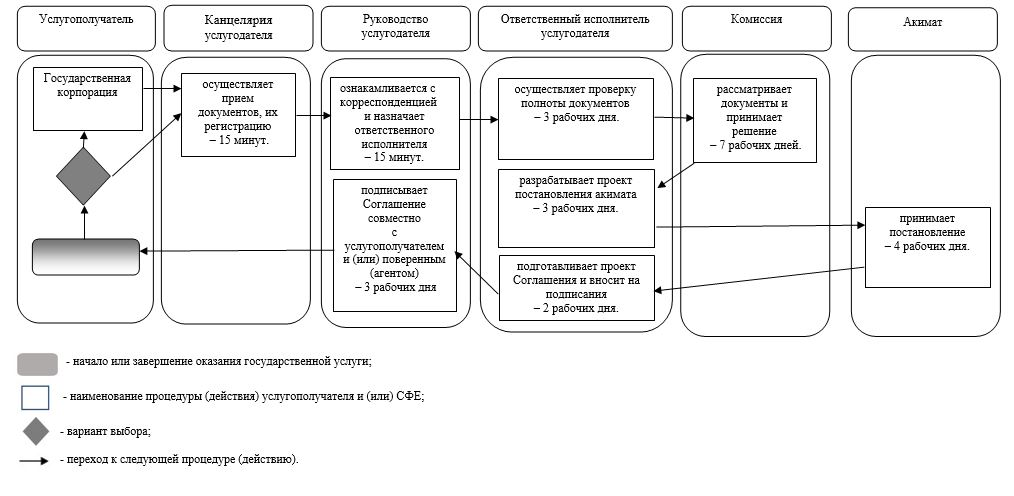 Услугополучатель
Канцелярия
услугодателя
Руководство
услугодателя
Ответственный исполнитель
услугодателя
Комиссия
Акимат
Государственная
корпорация
осуществляет
прием
документов, их
регистрацию
– 15 минут.
ознакамливается с
корреспонденцией
и назначает
ответственного
исполнителя
– 15 минут.
осуществляет проверку
полноты документов
– 3 рабочих дня.
рассматривает
документы и
принимает
решение
– 7 рабочих дней.
разрабатывает проект
постановления акимата
– 3 рабочих дня.
принимает
постановление
– 4 рабочих дня.
подготавливает проект
Соглашения и вносит на
подписания
– 2 рабочих дня.
подписывает
Соглашение
совместно
с
услугополучателем
и (или) поверенным
(агентом)
– 3 рабочих дня
- начало или завершение оказания государственной услуги;
- наименование процедуры (действия) услугополучателя и (или) СФЕ;
- вариант выбора;
- переход к следующей процедуре (действию).